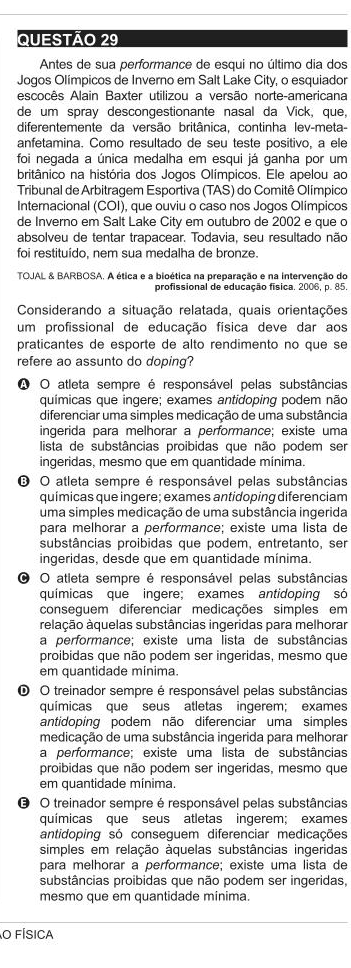 QUESTÃO 29
Antes de sua performance de esqui no último dia dos
Jogos Olímpicos de Inverno em Salt Lake City, o esquiador
escocês Alain Baxter utilizou a versão norte-americana
de um spray descongestionante nasal da Vick, que,
diferentemente da versão britânica, continha lev-meta-
anfetamina. Como resultado de seu teste positivo, a ele
foi negada a única medalha em esqui já ganha por um
britânico na história dos Jogos Olímpicos. Ele apelou ao
Tribunal de Arbitragem Esportiva (TAS) do Comitê Olímpico
Internacional (COI), que ouviu o caso nos Jogos Olímpicos
de Inverno em Salt Lake City em outubro de 2002 e que o
absolveu de tentar trapacear. Todavia, seu resultado não
foi restituído, nem sua medalha de bronze.
TOJAL & BARBOSA. A ética e a bioética na preparação e na intervenção do
profissional de educação física. 2006, p. 85.
Considerando a situação relatada, quais orientações
um profissional de educação física deve dar aos
praticantes de esporte de alto rendimento no que se
refere ao assunto do doping?
A O atleta sempre é responsável pelas substâncias
químicas que ingere; exames antidoping podem não
diferenciar uma simples medicação de uma substância
ingerida para melhorar a performance; existe uma
lista de substâncias proibidas que não podem ser
ingeridas, mesmo que em quantidade mínima.
B O atleta sempre é responsável pelas substâncias
químicas que ingere; exames antidoping diferenciam
uma simples medicação de uma substância ingerida
para melhorar a performance; existe uma lista de
substâncias proibidas que podem, entretanto, ser
ingeridas, desde que em quantidade mínima.
C O atleta sempre é responsável pelas substâncias
químicas que ingere; exames antidoping só
conseguem diferenciar medicações simples em
relação àquelas substâncias ingeridas para melhorar
a performance; existe uma lista de substâncias
proibidas que não podem ser ingeridas, mesmo que
em quantidade mínima.
D O treinador sempre é responsável pelas substâncias
químicas que seus atletas ingerem; exames
antidoping podem não diferenciar uma simples
medicação de uma substância ingerida para melhorar
a performance; existe uma lista de substâncias
proibidas que não podem ser ingeridas, mesmo que
em quantidade mínima.
E O treinador sempre é responsável pelas substâncias
químicas que seus atletas ingerem; exames
antidoping só conseguem diferenciar medicações
simples em relação àquelas substâncias ingeridas
para melhorar a performance; existe uma lista de
substâncias proibidas que não podem ser ingeridas,
mesmo que em quantidade mínima.
ÃO FÍSICA